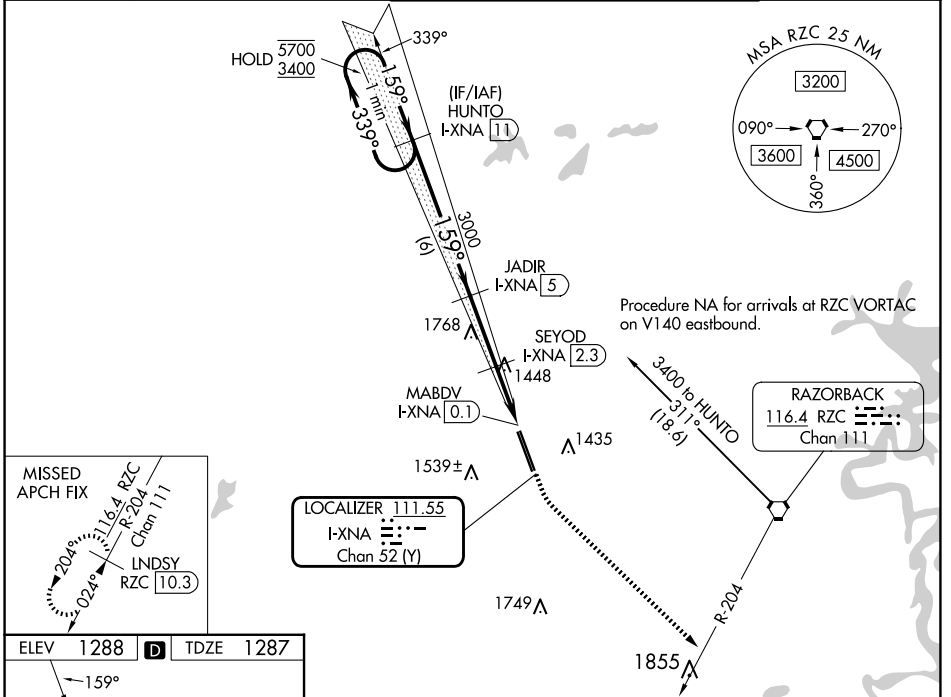 HOLD 5700
3400
339°
159°
1 min
339°
(IF/IAF)
HUNTO
I-XNA 11
MSA RZC 25 NM
3200
090°
270°
3600
4500
360°
3000
159°
(6)
JADIR
I-XNA 5
1768
SEYOD
I-XNA 2.3
1448
MABDV
I-XNA 0.1
1435
1539±
Procedure NA for arrivals at RZC VORTAC
on V140 eastbound.
3400 to HUNTO
311°
(18.6)
RAZORBACK
116.4 RZC
Chan 111
LOCALIZER 111.55
I-XNA
Chan 52 (Y)
MISSED
APCH FIX
116.4 RZC
R-204
Chan 111
204°
024°
LNDSY
RZC 10.3
1749
R-204
1855
ELEV 1288 D TDZE 1287
159°